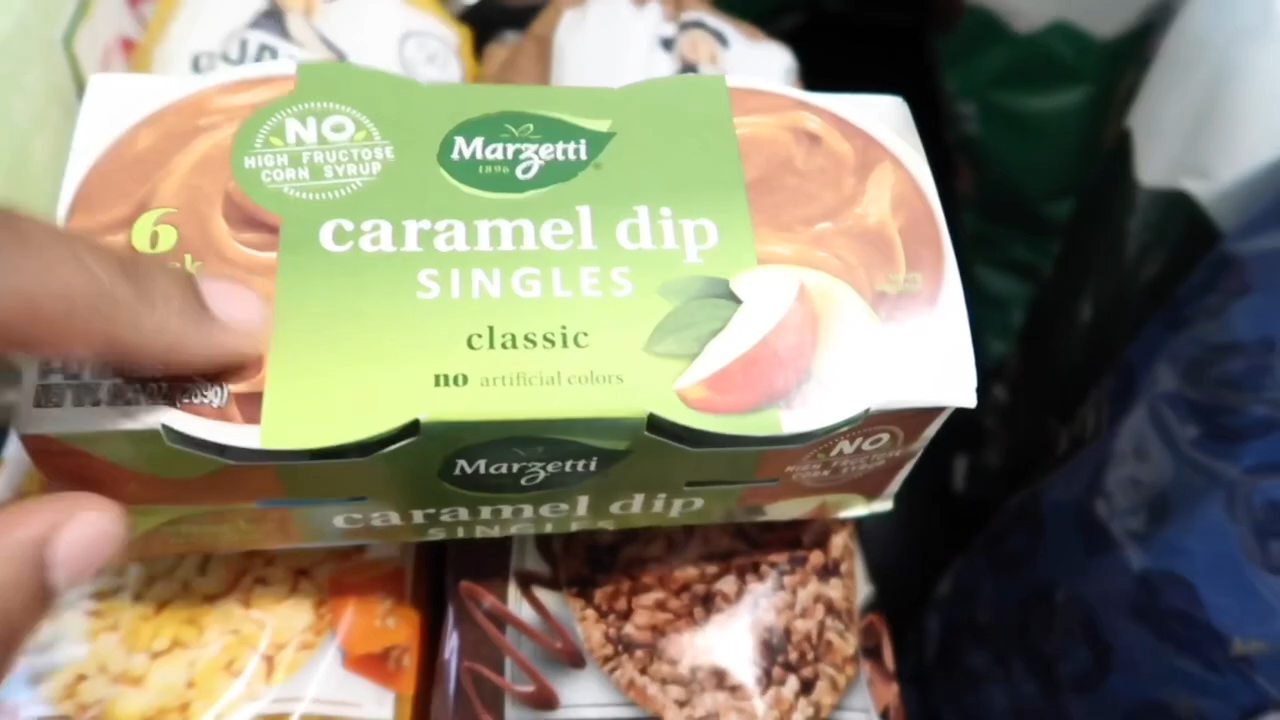 NO
HIGH FRUCTOSE
CORN SYRUP
Marzetti
1896
caramel dip
SINGLES
classic
no artificial colors
6
(269g)
Marzetti
caramel dip
SINGLES
NO
HIGH FRUCTOSE
CORN SYRUP